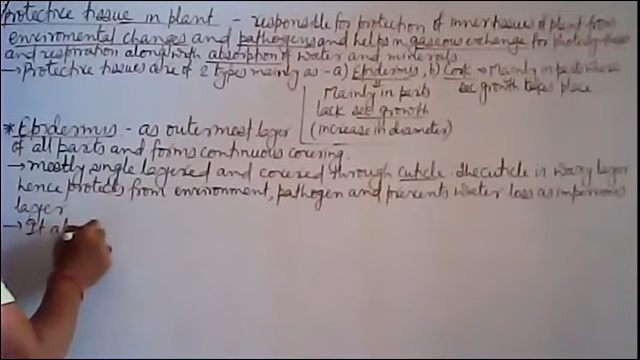 protective tissue in plant - responsible for protection of inner tissues of plant from
enviromental changes and pathogens and helps in gaseous exchange for photosynthesis
and respiration along with absorption of water and minerals
→ Protective tissues are of 2 types mainly as - a) Epidermis, b) Cork → Mainly in parts where
sec growth takes place
Mainly in parts
lack sec growth
(increase in diameter)
*Epidermis - as outermost layer
of all parts and forms continuous covering.
→ mostly single layered and covered through cuticle. The cuticle is waxy layer
hence protects from environment, pathogen and prevents water loss as impervious
layer
→ It al